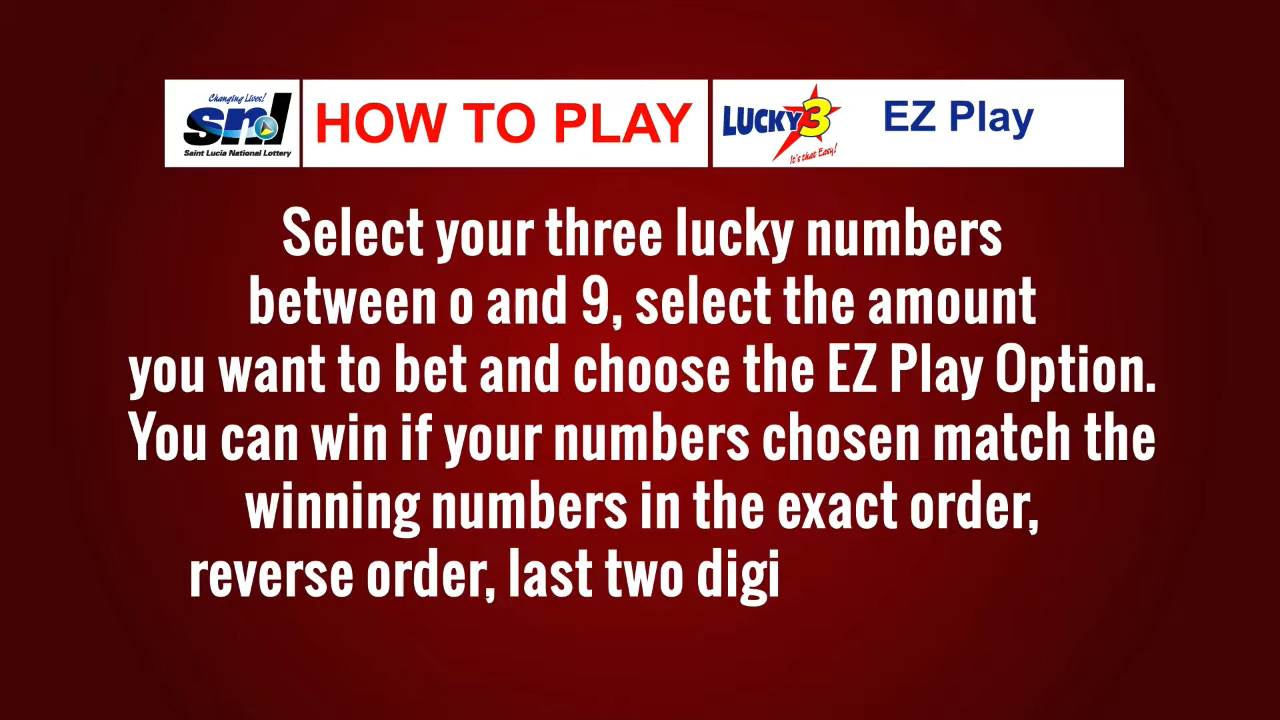 Changing Lives!
snl
Saint Lucia National Lottery
HOW TO PLAY
LUCKY 3
It's that Easy!
EZ Play
Select your three lucky numbers
between o and 9, select the amount
you want to bet and choose the EZ Play Option.
You can win if your numbers chosen match the
winning numbers in the exact order,
reverse order, last two digi